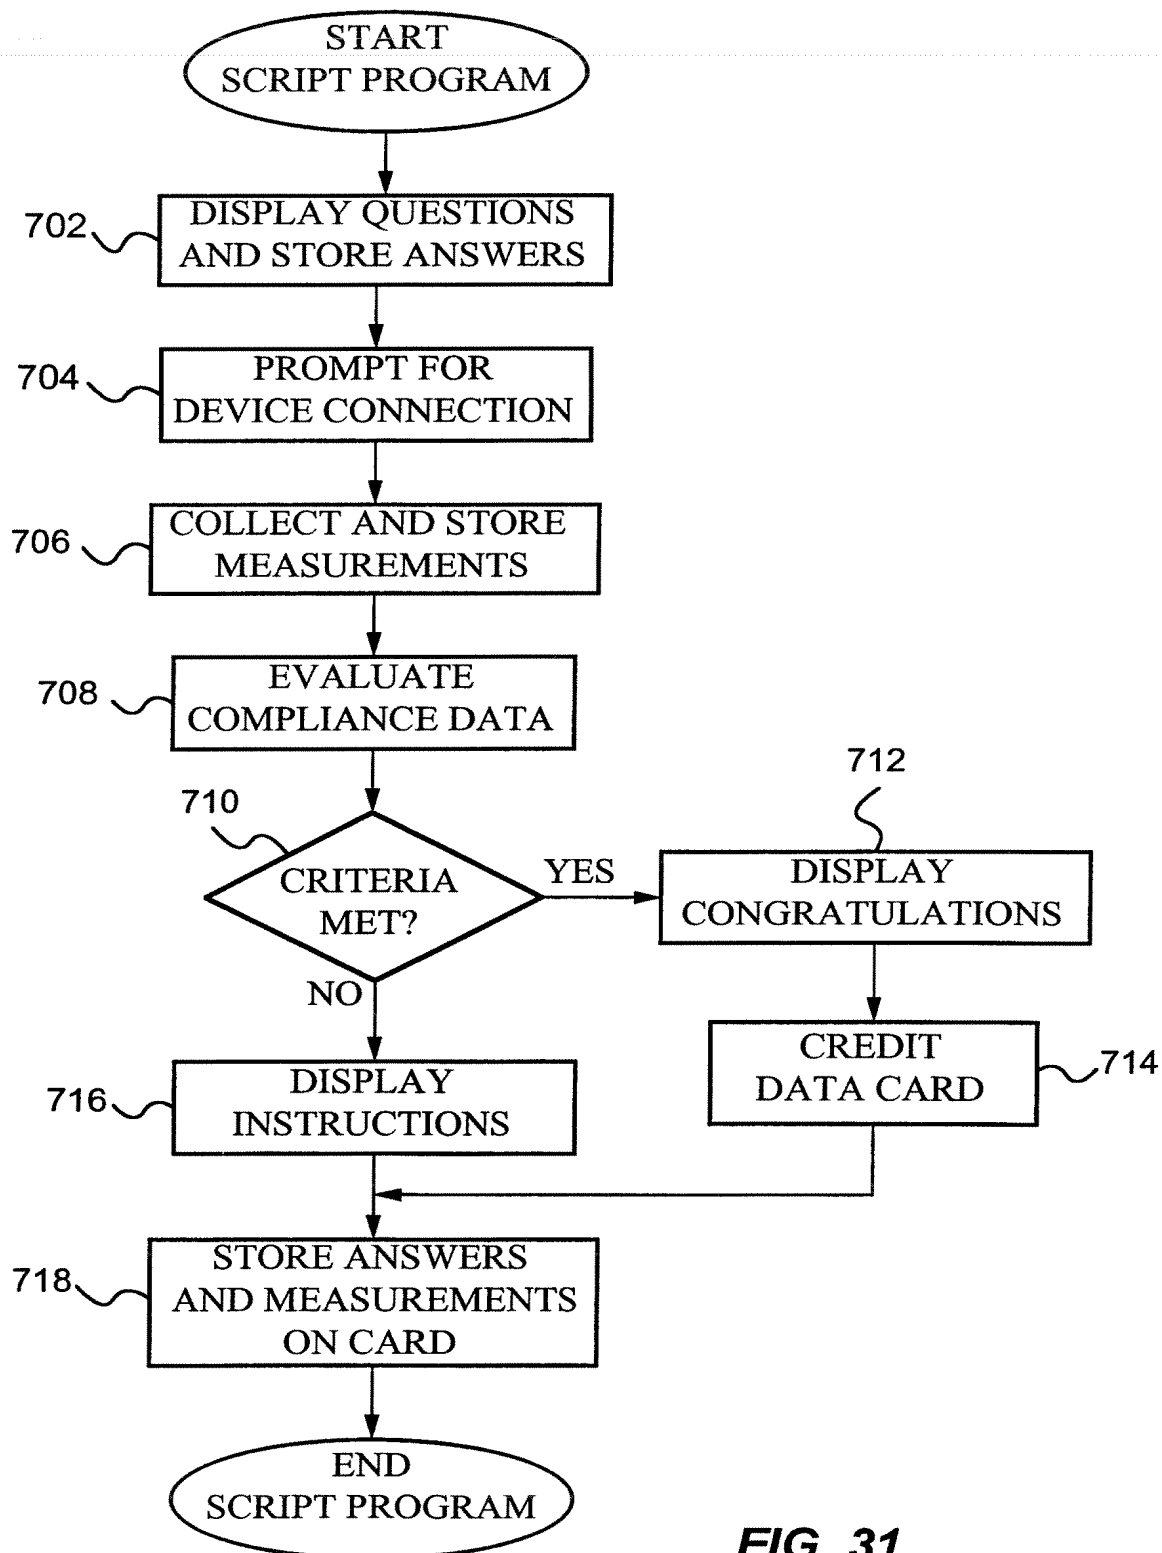 START
SCRIPT PROGRAM
702
DISPLAY QUESTIONS
AND STORE ANSWERS
704
PROMPT FOR
DEVICE CONNECTION
706
COLLECT AND STORE
MEASUREMENTS
708
EVALUATE
COMPLIANCE DATA
710
CRITERIA
MET?
YES
712
DISPLAY
CONGRATULATIONS
NO
CREDIT
DATA CARD
714
716
DISPLAY
INSTRUCTIONS
718
STORE ANSWERS
AND MEASUREMENTS
ON CARD
END
SCRIPT PROGRAM
FIG. 31